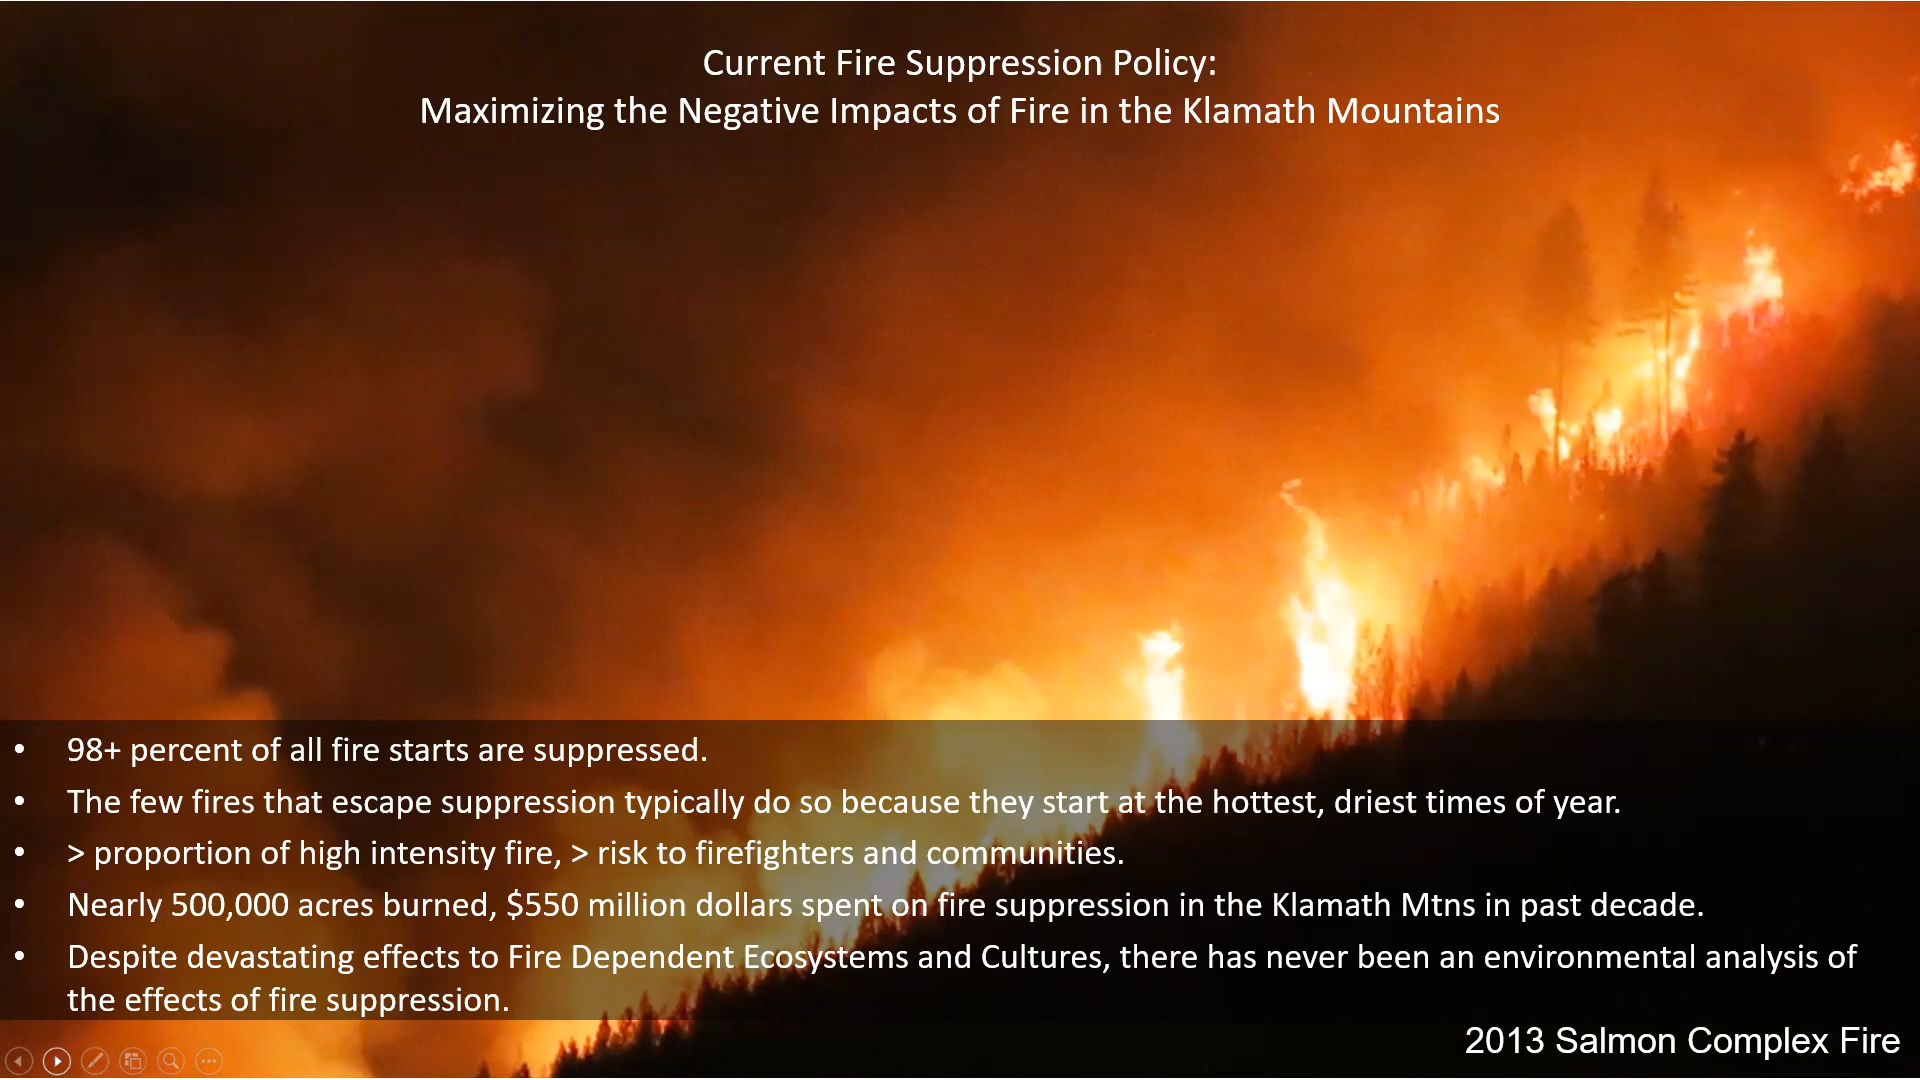 Current Fire Suppression Policy:
Maximizing the Negative Impacts of Fire in the Klamath Mountains
• 98+ percent of all fire starts are suppressed.
• The few fires that escape suppression typically do so because they start at the hottest, driest times of year.
• > proportion of high intensity fire, > risk to firefighters and communities.
• Nearly 500,000 acres burned, $550 million dollars spent on fire suppression in the Klamath Mtns in past decade.
• Despite devastating effects to Fire Dependent Ecosystems and Cultures, there has never been an environmental analysis of
the effects of fire suppression.
2013 Salmon Complex Fire